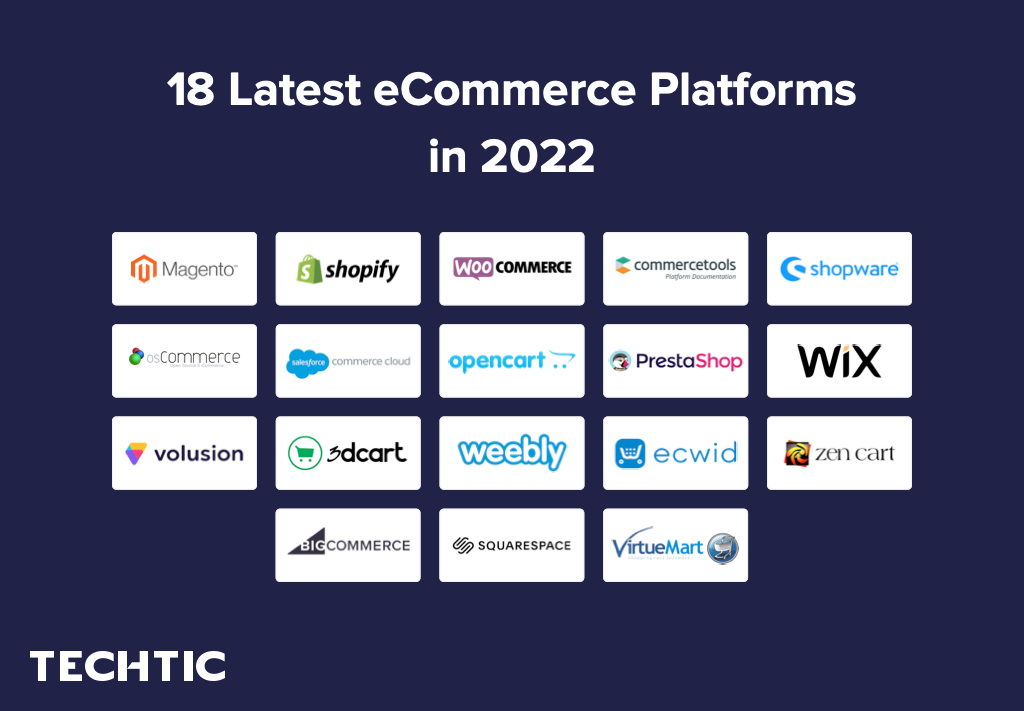 18 Latest eCommerce Platforms
in 2022
Magento™
shopify
WOO COMMERCE
commercetools
Platform Documentation
shopware
osCommerce
Open Source E-Commerce
salesforce commerce cloud
opencart
PrestaShop
WiX
volusion
3dcart
weebly
ecwid
zen cart
BIGCOMMERCE
SQUARESPACE
VirtueMart
TECHTIC